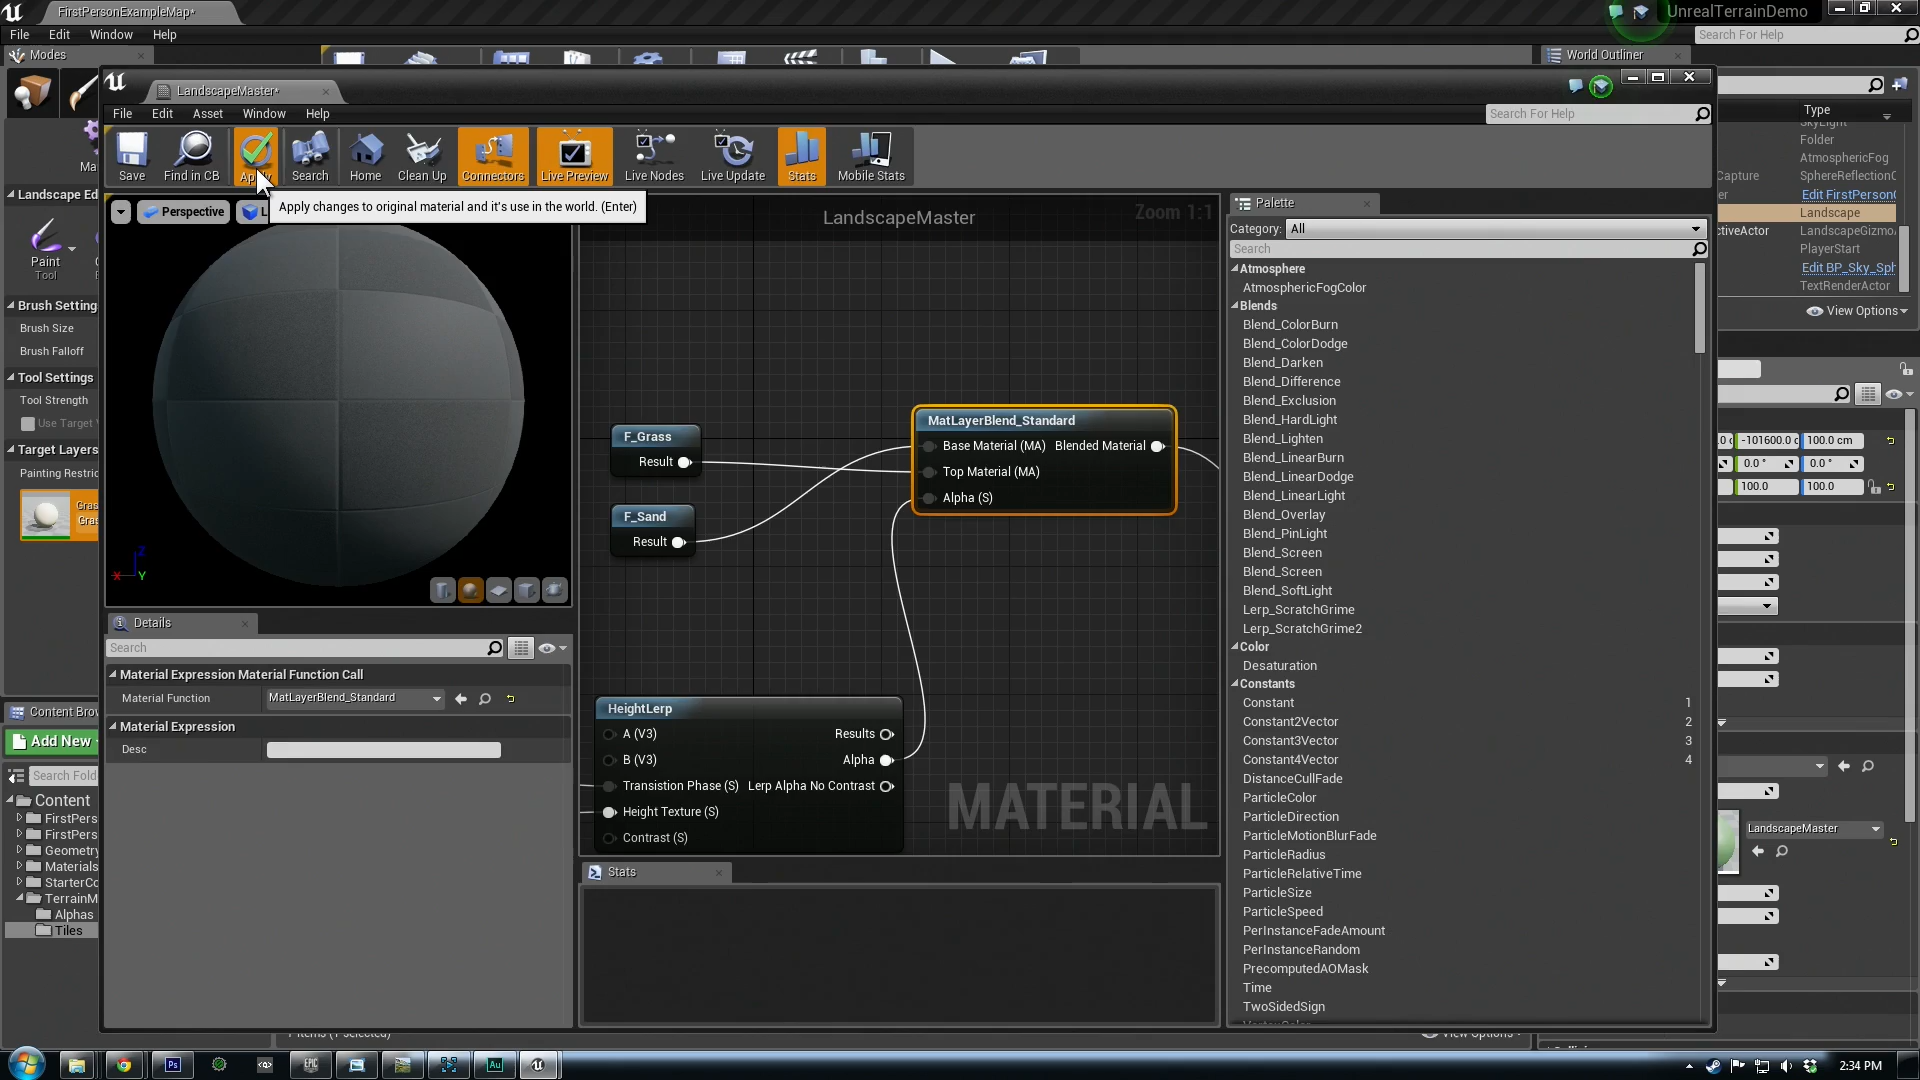 FirstPersonExampleMap*
UnrealTerrainDemo
File Edit Window Help
Search For Help
Modes
World Outliner
LandscapeMaster*
File Edit Asset Window Help
Search For Help
Type
Save Find in CB Search Home Clean Up Connectors Live Preview Live Nodes Live Update Stats Mobile Stats
Folder
AtmosphericFog
SphereReflectionC
Edit FirstPersonC
Landscape
LandscapeGizmo
PlayerStart
Edit BP_Sky_Sph
TextRenderActor
View Options
Apply changes to original material and it's use in the world. (Enter)
Perspective
LandscapeMaster
Zoom 1:1
Landscape Ed
Paint
Tool
Brush Setting
Brush Size
Brush Falloff
Tool Settings
Tool Strength
Use Target
Target Layers
Painting Restric
Gras
Gras
Z
X Y
F_Grass
Result
F_Sand
Result
MatLayerBlend_Standard
Base Material (MA) Blended Material
Top Material (MA)
Alpha (S)
HeightLerp
A (V3) Results
B (V3) Alpha
Transistion Phase (S) Lerp Alpha No Contrast
Height Texture (S)
Contrast (S)
MATERIAL
Stats
Details
Search
Material Expression Material Function Call
Material Function MatLayerBlend_Standard
Material Expression
Desc
Content Brow
Add New
Search Fold
Content
FirstPers
FirstPers
Geometry
Materials
StarterCo
TerrainM
Alphas
Tiles
Palette
Category: All
Search
Atmosphere
AtmosphericFogColor
Blends
Blend_ColorBurn
Blend_ColorDodge
Blend_Darken
Blend_Difference
Blend_Exclusion
Blend_HardLight
Blend_Lighten
Blend_LinearBurn
Blend_LinearDodge
Blend_LinearLight
Blend_Overlay
Blend_PinLight
Blend_Screen
Blend_Screen
Blend_SoftLight
Lerp_ScratchGrime
Lerp_ScratchGrime2
Color
Desaturation
Constants
Constant 1
Constant2Vector 2
Constant3Vector 3
Constant4Vector 4
DistanceCullFade
ParticleColor
ParticleDirection
ParticleMotionBlurFade
ParticleRadius
ParticleRelativeTime
ParticleSize
ParticleSpeed
PerInstanceFadeAmount
PerInstanceRandom
PrecomputedAOMask
Time
TwoSidedSign
-101600.0 c 100.0 cm
0.0 ° 0.0 °
100.0 100.0
LandscapeMaster
View Options
2:34 PM